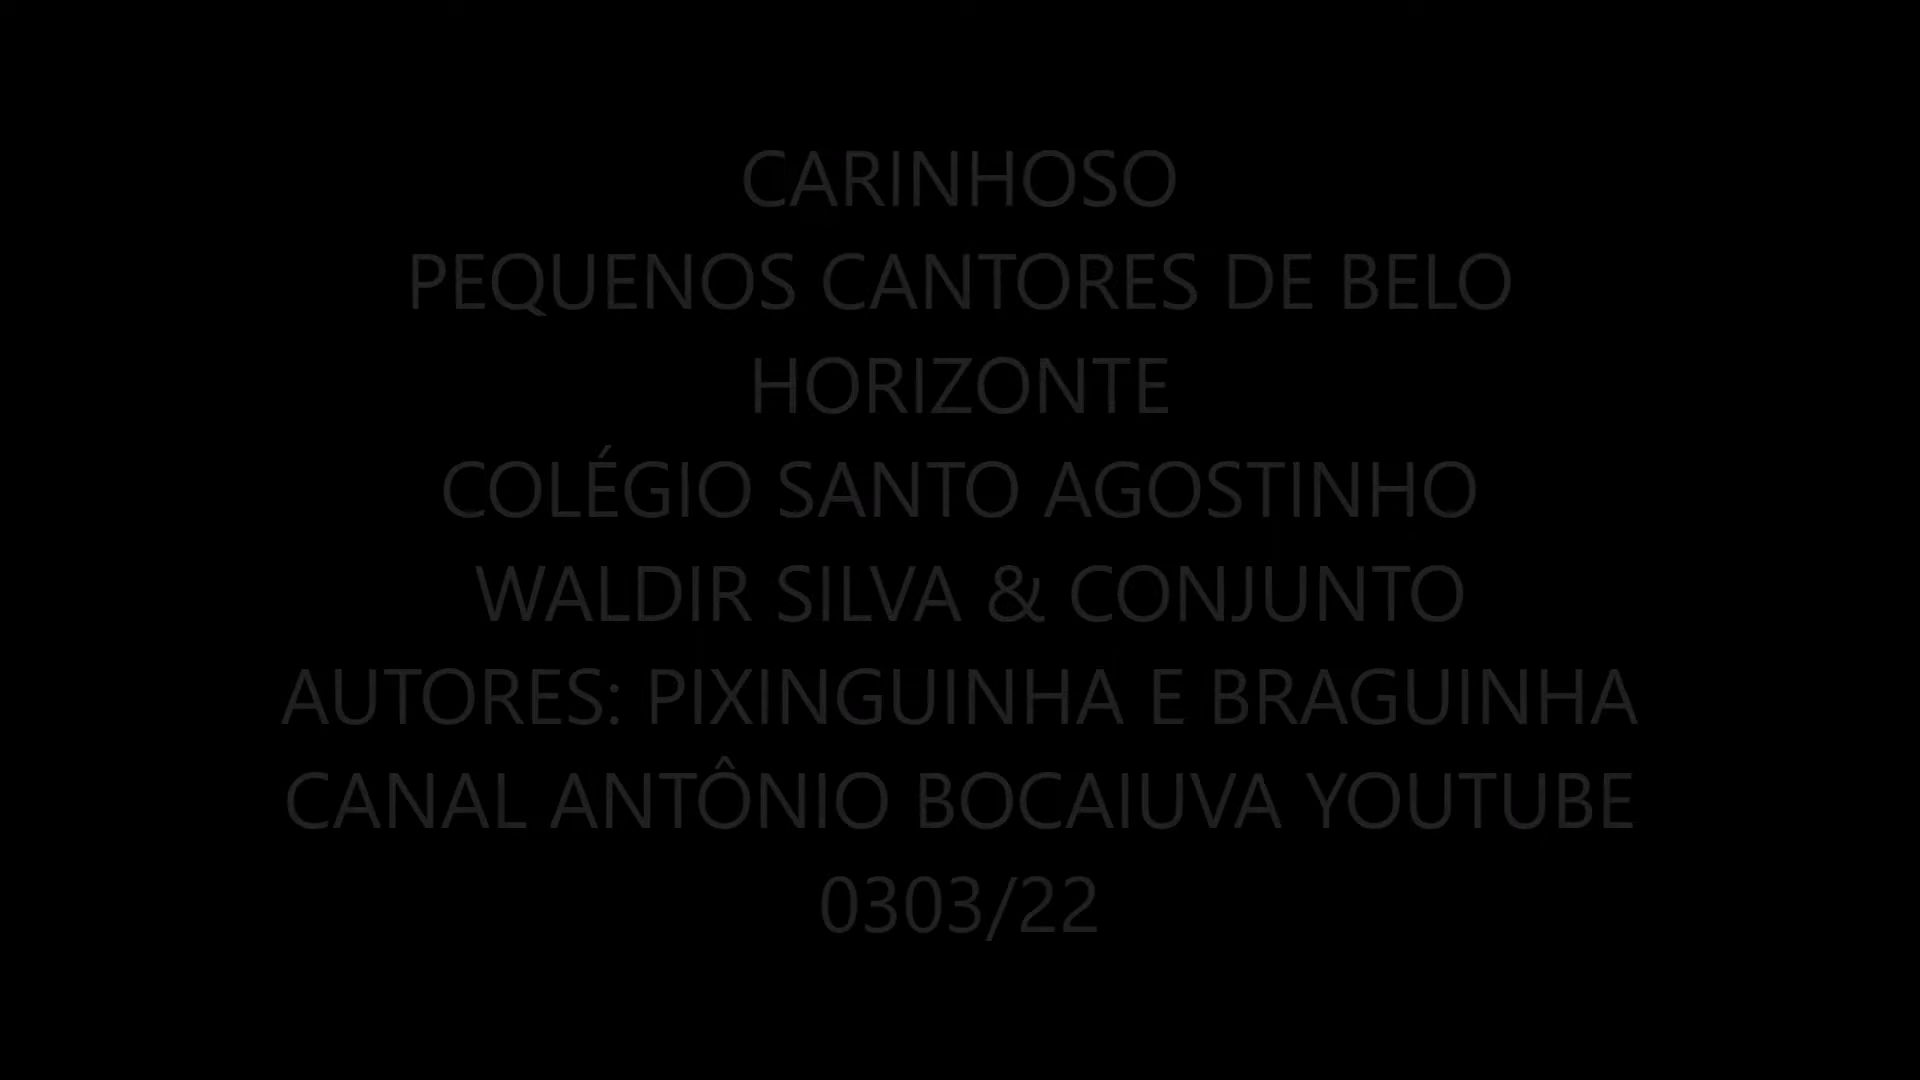 CARINHOSO
PEQUENOS CANTORES DE BELO
HORIZONTE
COLÉGIO SANTO AGOSTINHO
WALDIR SILVA & CONJUNTO
AUTORES: PIXINGUINHA E BRAGUINHA
CANAL ANTÔNIO BOCAIUVA YOUTUBE
0303/22